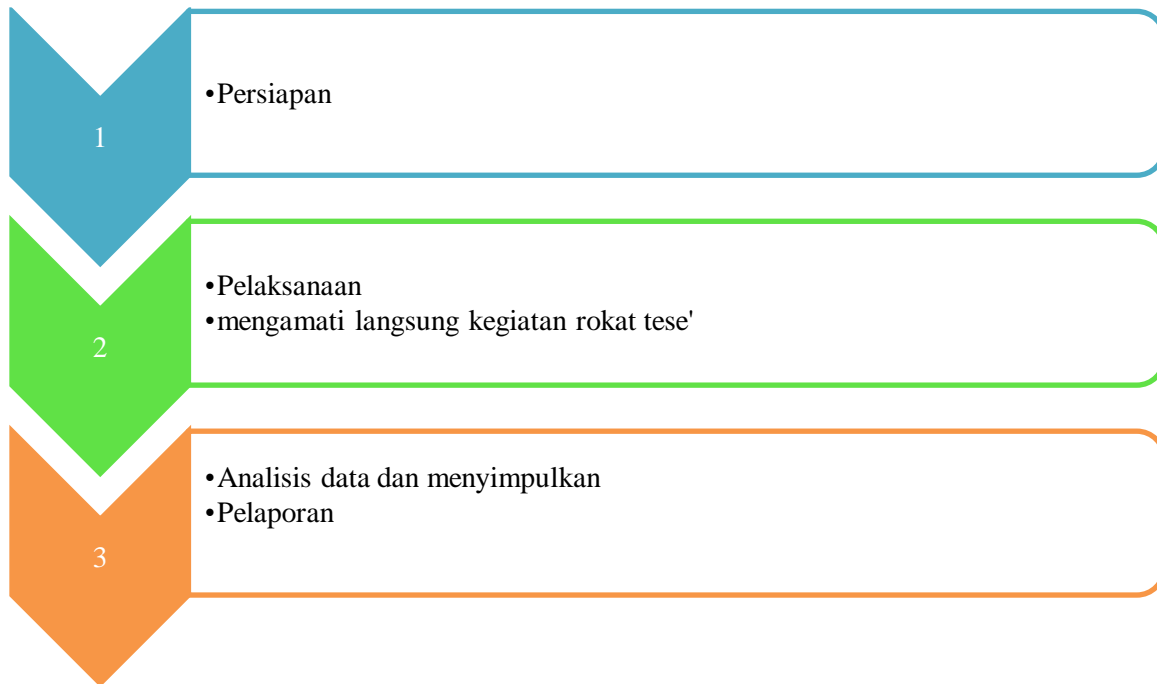 1
•Persiapan
2
•Pelaksanaan
•mengamati langsung kegiatan rokat tese'
3
•Analisis data dan menyimpulkan
•Pelaporan